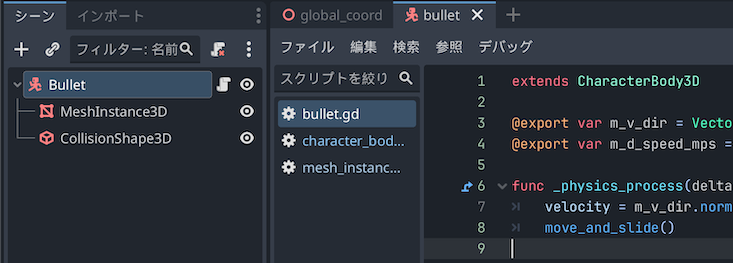 シーン インポート
フィルター: 名前
Bullet
MeshInstance3D
CollisionShape3D
global_coord bullet
ファイル 編集 検索 参照 デバッグ
スクリプトを絞り
bullet.gd
character_bod...
mesh_instanc...
1 extends CharacterBody3D
2
3 @export var m_v_dir = Vecto
4 @export var m_d_speed_mps =
5
6 func _physics_process(delta
7 velocity = m_v_dir.norm
8 move_and_slide()
9